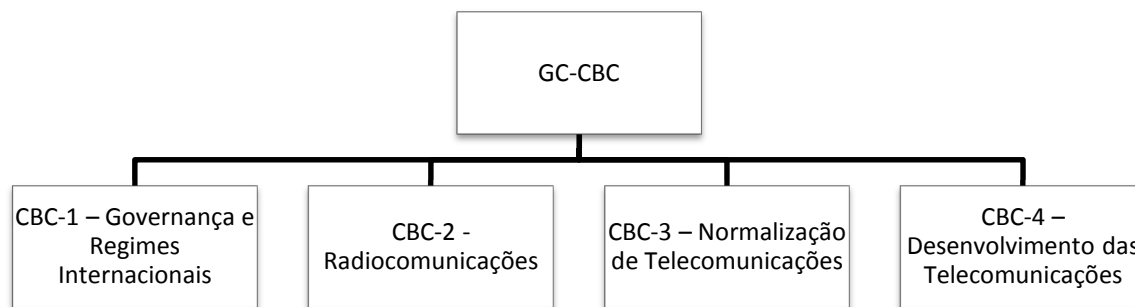 GC-CBC
CBC-1 – Governança e
Regimes
Internacionais
CBC-2 -
Radiocomunicações
CBC-3 – Normalização
de Telecomunicações
CBC-4 –
Desenvolvimento das
Telecomunicações